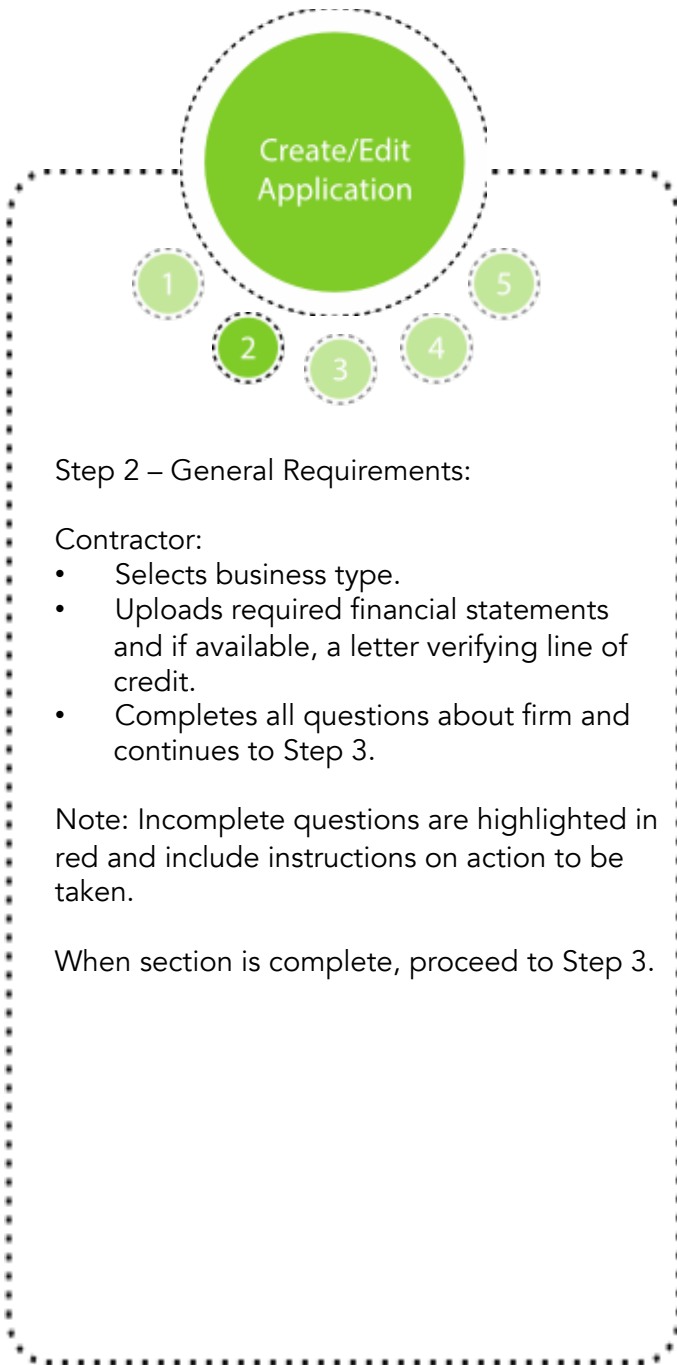 Create/Edit
Application
1
5
2
3
4
Step 2 – General Requirements:
Contractor:
• Selects business type.
• Uploads required financial statements
and if available, a letter verifying line of
credit.
• Completes all questions about firm and
continues to Step 3.
Note: Incomplete questions are highlighted in
red and include instructions on action to be
taken.
When section is complete, proceed to Step 3.